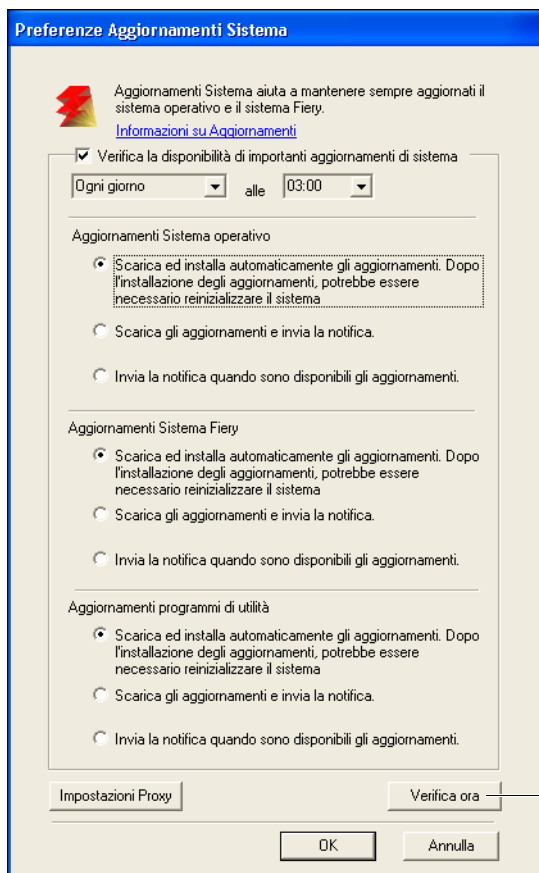 Preferenze Aggiornamenti Sistema
Aggiornamenti Sistema aiuta a mantenere sempre aggiornati il
sistema operativo e il sistema Fiery.
Informazioni su Aggiornamenti
Verifica la disponibilità di importanti aggiornamenti di sistema
Ogni giorno alle 03:00
Aggiornamenti Sistema operativo
Scarica ed installa automaticamente gli aggiornamenti. Dopo
l'installazione degli aggiornamenti, potrebbe essere
necessario reinizializzare il sistema
Scarica gli aggiornamenti e invia la notifica.
Invia la notifica quando sono disponibili gli aggiornamenti.
Aggiornamenti Sistema Fiery
Scarica ed installa automaticamente gli aggiornamenti. Dopo
l'installazione degli aggiornamenti, potrebbe essere
necessario reinizializzare il sistema
Scarica gli aggiornamenti e invia la notifica.
Invia la notifica quando sono disponibili gli aggiornamenti.
Aggiornamenti programmi di utilità
Scarica ed installa automaticamente gli aggiornamenti. Dopo
l'installazione degli aggiornamenti, potrebbe essere
necessario reinizializzare il sistema
Scarica gli aggiornamenti e invia la notifica.
Invia la notifica quando sono disponibili gli aggiornamenti.
Impostazioni Proxy Verifica ora
OK Annulla